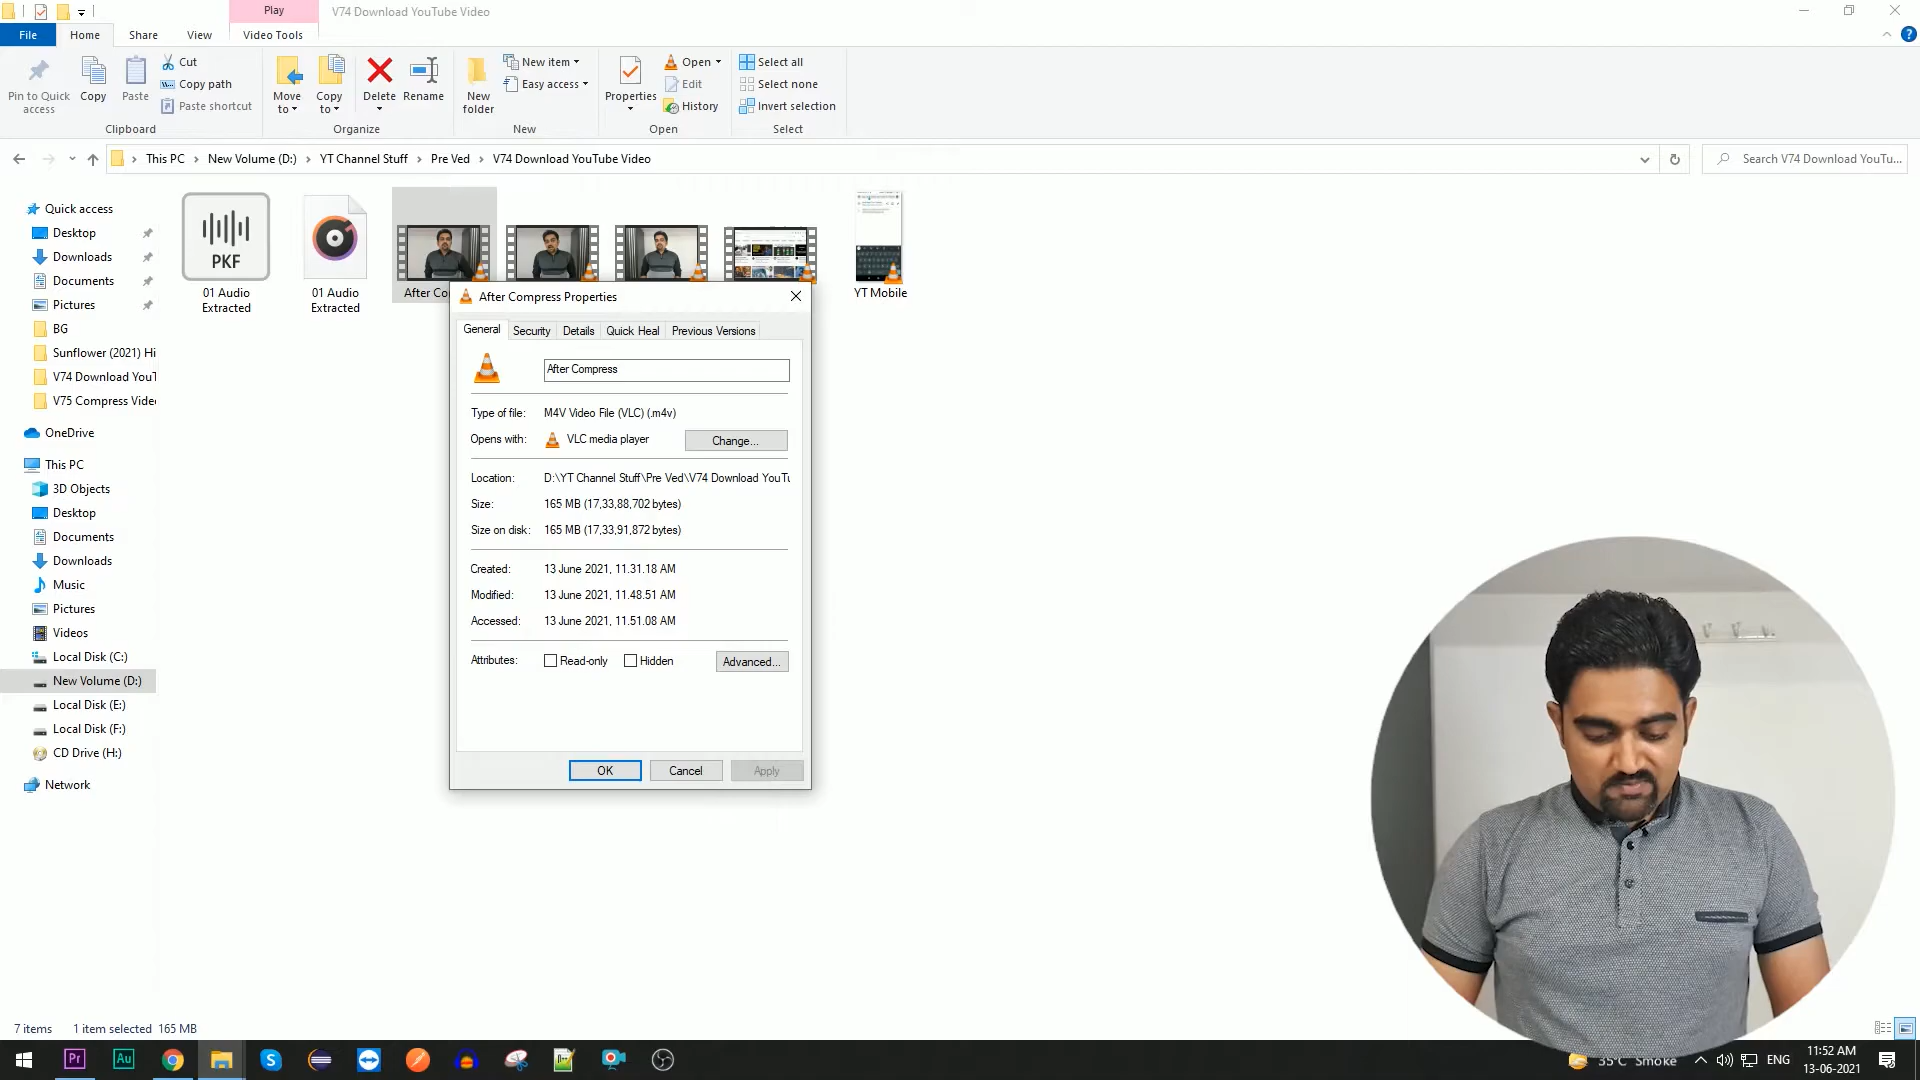 Play
V74 Download YouTube Video
File
Home
Share
View
Video Tools
Pin to Quick access
Copy
Paste
Cut
Copy path
Paste shortcut
Clipboard
Move to
Copy to
Delete
Rename
Organize
New folder
New item
Easy access
New
Properties
Open
Edit
History
Open
Select all
Select none
Invert selection
Select
This PC > New Volume (D:) > YT Channel Stuff > Pre Ved > V74 Download YouTube Video
Search V74 Download YouTu...
Quick access
Desktop
Downloads
Documents
Pictures
BG
Sunflower (2021) Hi
V74 Download YouT
V75 Compress Vide
OneDrive
This PC
3D Objects
Desktop
Documents
Downloads
Music
Pictures
Videos
Local Disk (C:)
New Volume (D:)
Local Disk (E:)
Local Disk (F:)
CD Drive (H:)
Network
PKF
01 Audio Extracted
01 Audio Extracted
After Co
YT Mobile
After Compress Properties
General
Security
Details
Quick Heal
Previous Versions
After Compress
Type of file: M4V Video File (VLC) (.m4v)
Opens with: VLC media player
Change...
Location: D:\YT Channel Stuff\Pre Ved\V74 Download YouTu
Size: 165 MB (17,33,88,702 bytes)
Size on disk: 165 MB (17,33,91,872 bytes)
Created: 13 June 2021, 11.31.18 AM
Modified: 13 June 2021, 11.48.51 AM
Accessed: 13 June 2021, 11.51.08 AM
Attributes: Read-only Hidden
Advanced...
OK
Cancel
Apply
7 items 1 item selected 165 MB
Pr
Au
35°C Smoke
ENG
11:52 AM
13-06-2021